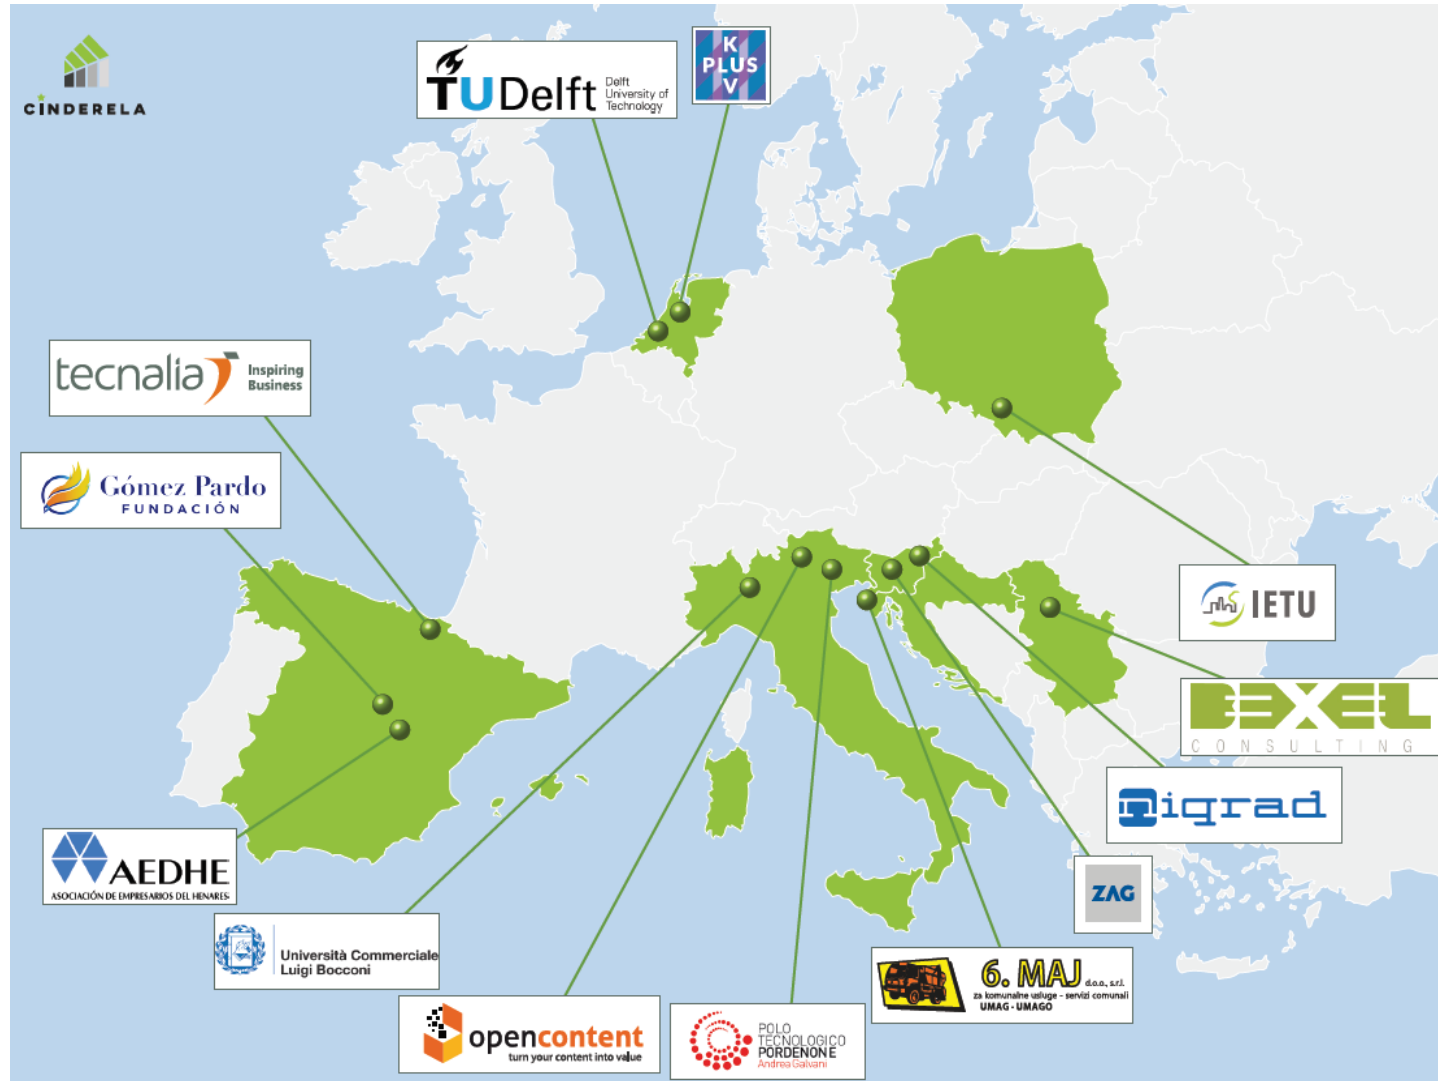 CINDERELA
TU Delft
Delft
University of
Technology
K
PLUS
V
tecnalia
Inspiring
Business
Gómez Pardo
FUNDACIÓN
IETU
BEXEL
CONSULTING
nigrad
ZAG
AEDHE
ASOCIACIÓN DE EMPRESARIOS DEL HENARES
Università Commerciale
Luigi Bocconi
opencontent
turn your content into value
POLO
TECNOLOGICO
PORDENONE
Andrea Galvani
6. MAJ d.o.o., s.r.l.
za komunalne usluge - servizi comunali
UMAG - UMAGO